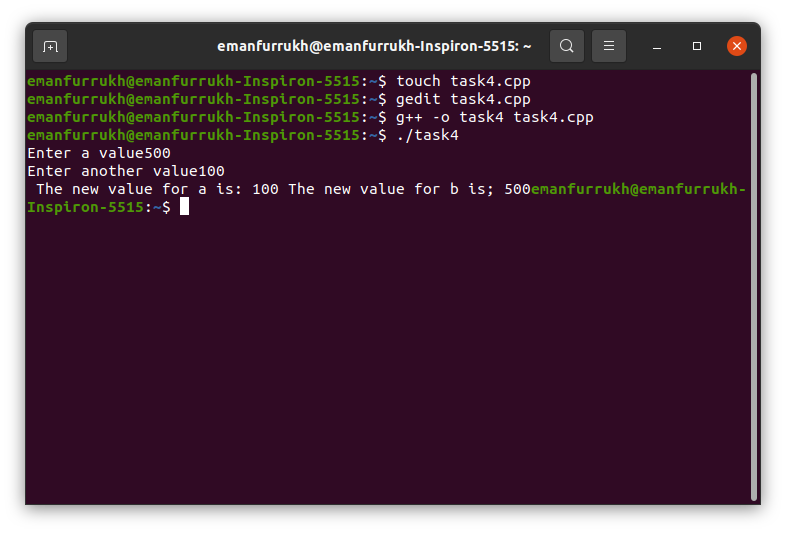 emanfurrukh@emanfurrukh-Inspiron-5515: ~
emanfurrukh@emanfurrukh-Inspiron-5515:~$ touch task4.cpp
emanfurrukh@emanfurrukh-Inspiron-5515:~$ gedit task4.cpp
emanfurrukh@emanfurrukh-Inspiron-5515:~$ g++ -o task4 task4.cpp
emanfurrukh@emanfurrukh-Inspiron-5515:~$ ./task4
Enter a value500
Enter another value100
 The new value for a is: 100 The new value for b is; 500emanfurrukh@emanfurrukh-
Inspiron-5515:~$